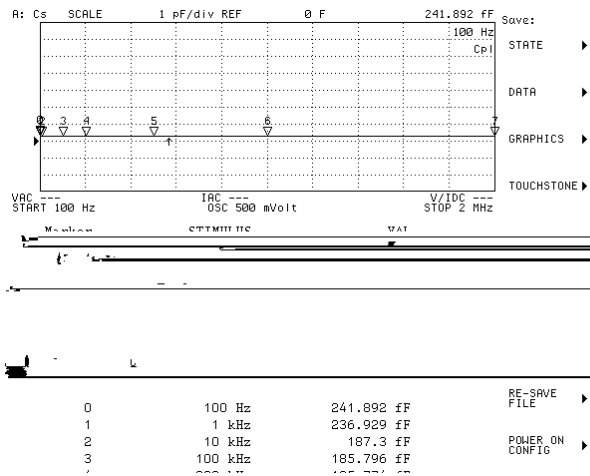 A: Cs SCALE 1 pF/div REF 0 F 241.892 fF
Save:
100 Hz
Cpl
STATE
DATA
0 2 3 4 5 6 7
GRAPHICS
TOUCHSTONE
VAC --- IAC --- V/IDC ---
START 100 Hz OSC 500 mVolt STOP 2 MHz
Marker STIMULUS VAL
RE-SAVE
FILE
0 100 Hz 241.892 fF
1 1 kHz 236.929 fF
2 10 kHz 187.3 fF
POWER ON
CONFIG
3 100 kHz 185.796 fF